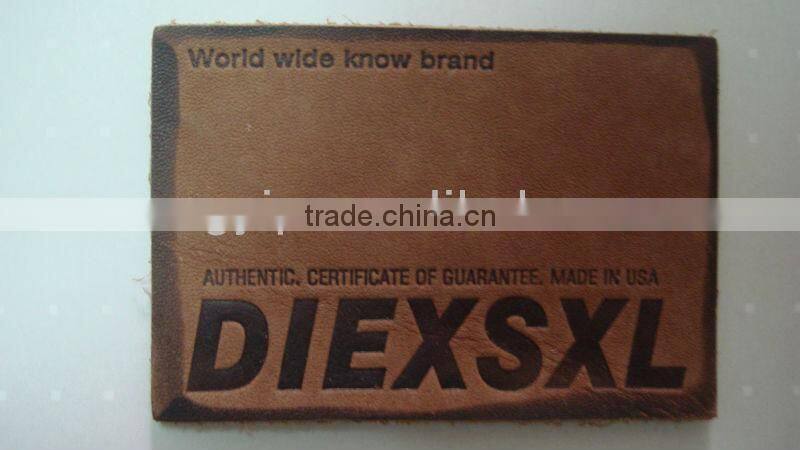 World wide know brand
trade.china.cn
AUTHENTIC. CERTIFICATE OF GUARANTEE. MADE IN USA
DIEXSXL